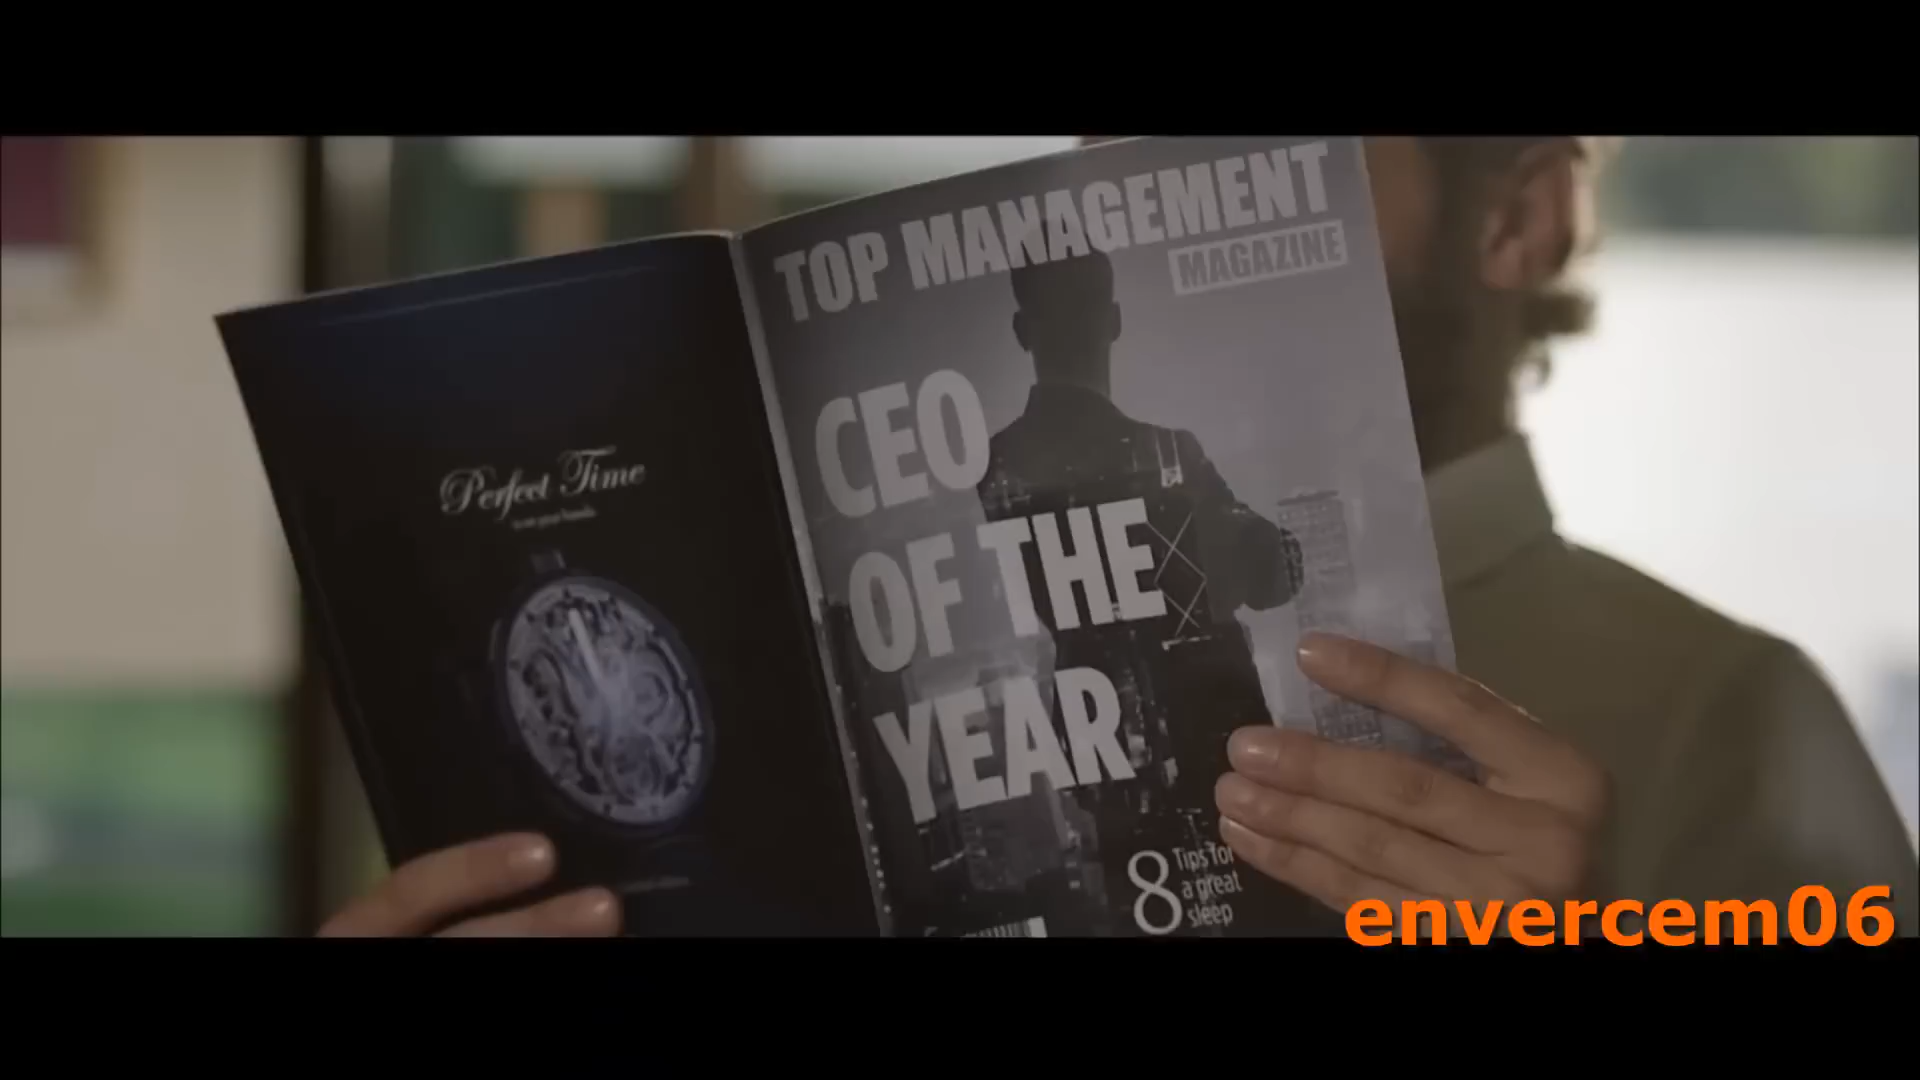 TOP MANAGEMENT
MAGAZINE
Perfect Time
CEO
OF THE
YEAR
8 Tips for
a great
sleep
envercem06